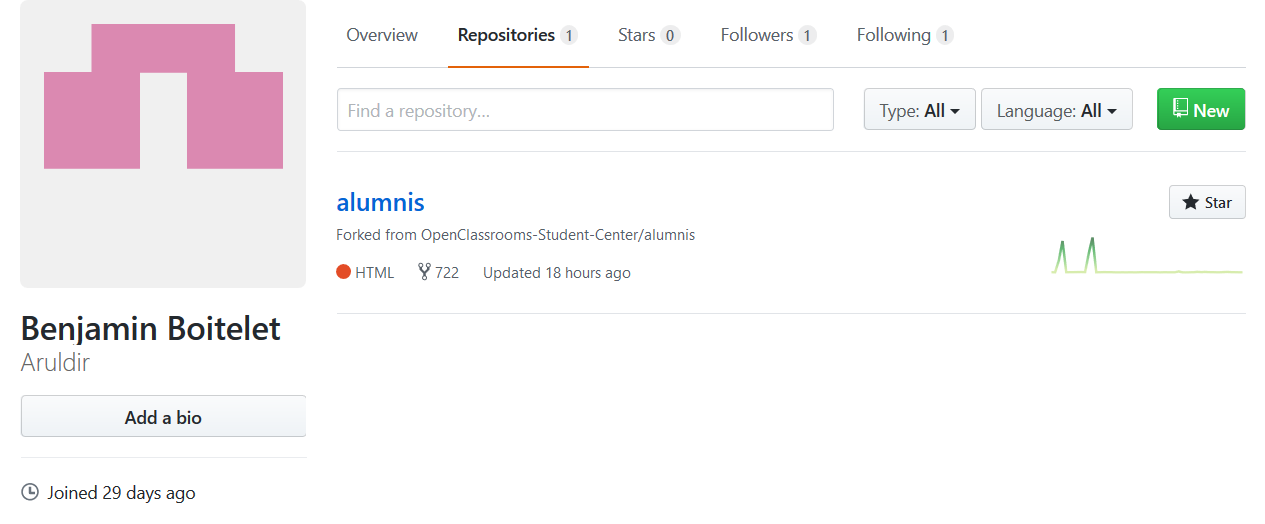 Overview Repositories 1 Stars 0 Followers 1 Following 1
Find a repository... Type: All Language: All New
alumnis Star
Forked from OpenClassrooms-Student-Center/alumnis
HTML 722 Updated 18 hours ago
Benjamin Boitelet
Aruldir
Add a bio
Joined 29 days ago